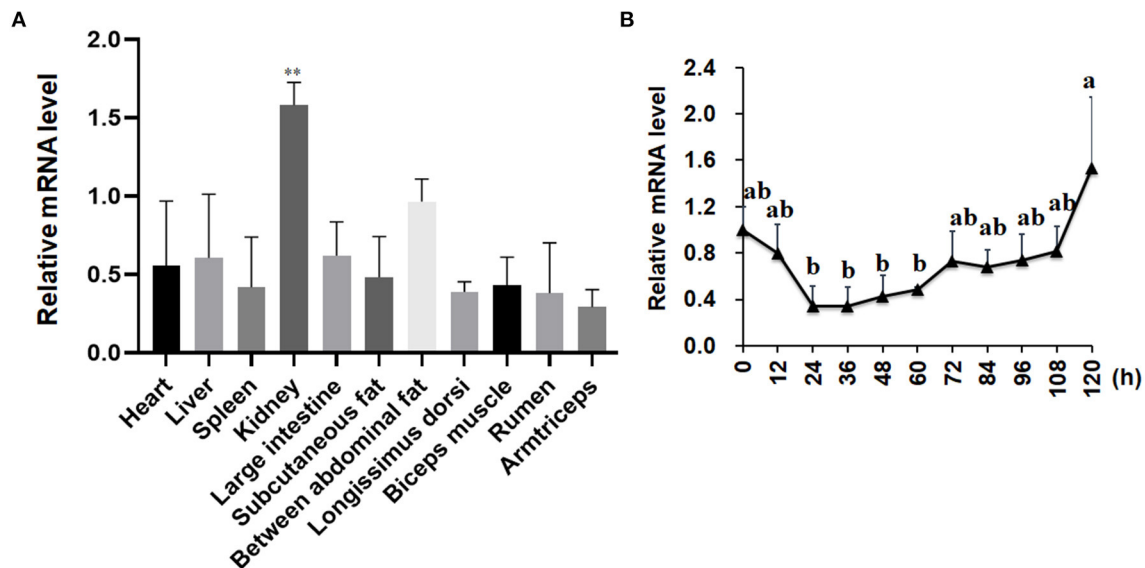 A
Relative mRNA level
2.0
1.5
1.0
0.5
0.0
**
Heart
Liver
Spleen
Kidney
Large intestine
Subcutaneous fat
Between abdominal fat
Longissimus dorsi
Biceps muscle
Rumen
Armtriceps
B
Relative mRNA level
2.4
2.0
1.6
1.2
0.8
0.4
0.0
ab
ab
b
b
b
b
ab
ab
ab
ab
a
0 12 24 36 48 60 72 84 96 108 120 (h)